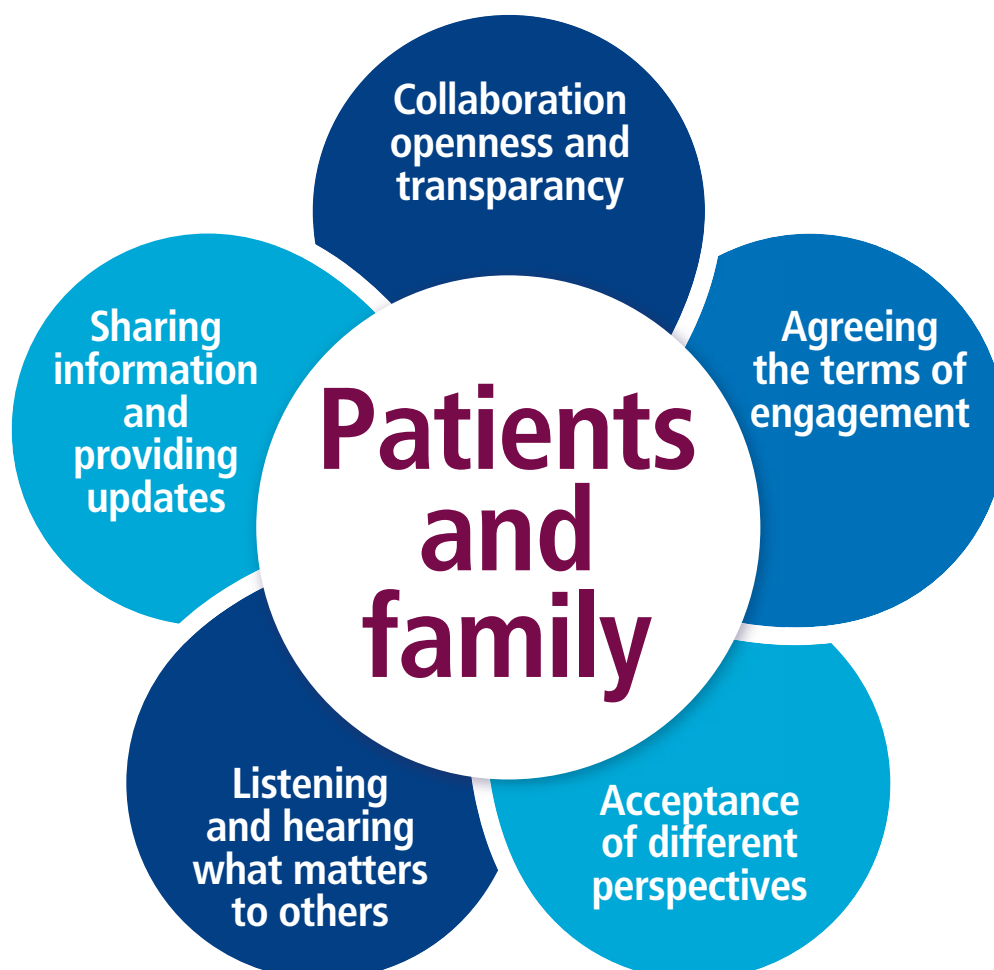 Collaboration
openness and
transparancy
Agreeing
the terms of
engagement
Acceptance
of different
perspectives
Listening
and hearing
what matters
to others
Sharing
information
and
providing
updates
Patients
and
family